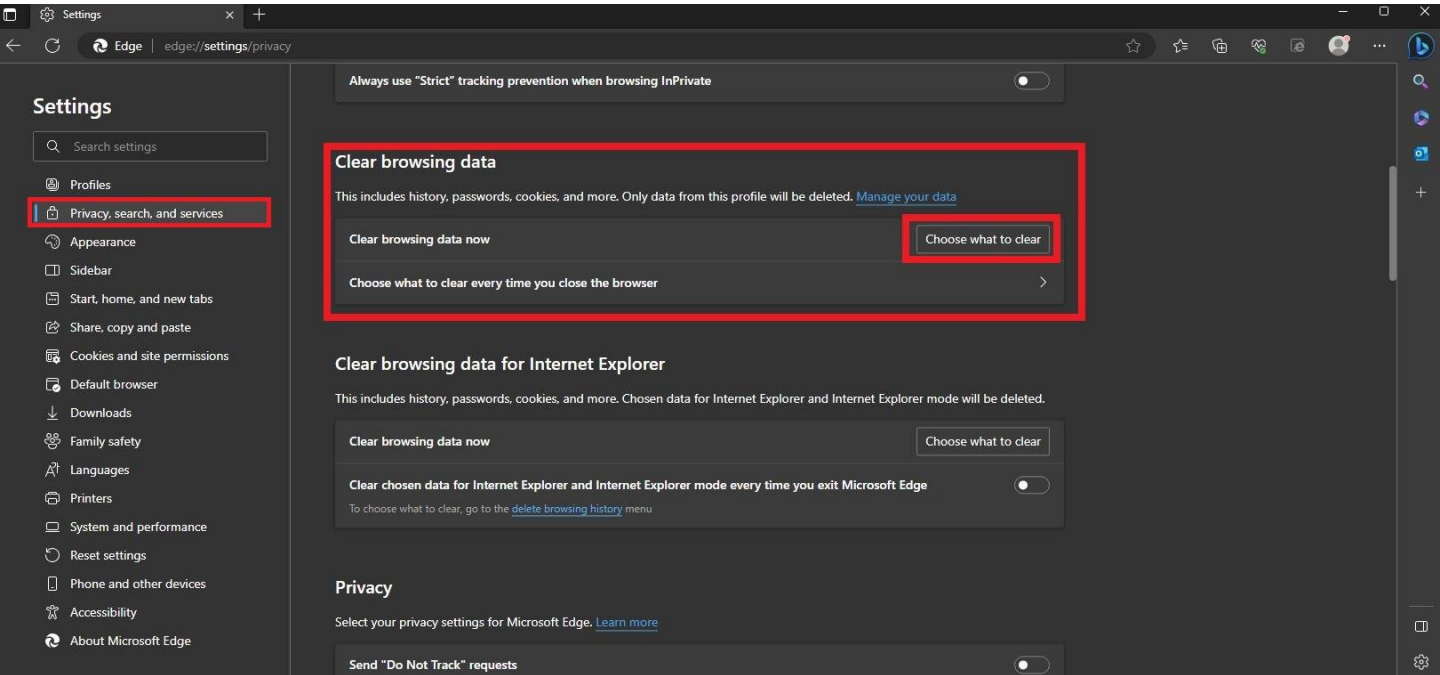 Settings
Edge
edge://settings/privacy
Settings
Search settings
Profiles
Privacy, search, and services
Appearance
Sidebar
Start, home, and new tabs
Share, copy and paste
Cookies and site permissions
Default browser
Downloads
Family safety
Languages
Printers
System and performance
Reset settings
Phone and other devices
Accessibility
About Microsoft Edge
Always use “Strict” tracking prevention when browsing InPrivate
Clear browsing data
This includes history, passwords, cookies, and more. Only data from this profile will be deleted. Manage your data
Clear browsing data now
Choose what to clear
Choose what to clear every time you close the browser
Clear browsing data for Internet Explorer
This includes history, passwords, cookies, and more. Chosen data for Internet Explorer and Internet Explorer mode will be deleted.
Clear browsing data now
Choose what to clear
Clear chosen data for Internet Explorer and Internet Explorer mode every time you exit Microsoft Edge
To choose what to clear, go to the delete browsing history menu
Privacy
Select your privacy settings for Microsoft Edge. Learn more
Send "Do Not Track" requests